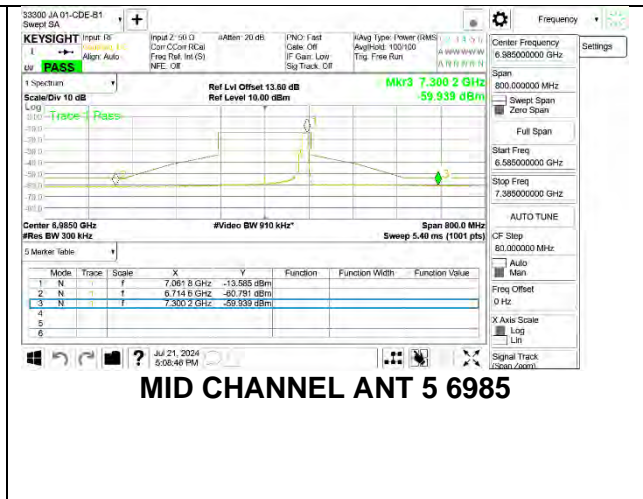 33300 JA 01-CDE-B1
Swept SA
Frequency
Settings
KEYSIGHT
Input: RF
Align: Auto
PASS
Input Z: 50 Ω
Corr CCorr RCal
Freq Ref: Int (S)
NFE: Off
#Atten: 20 dB
PNO: Fast
Gate: Off
IF Gain: Low
Sig Track: Off
#Avg Type: Power (RMS)
Avg|Hold: 100/100
Trig: Free Run
1 Spectrum
Scale/Div 10 dB
Log
Ref Lvl Offset 13.60 dB
Ref Level 10.00 dBm
Mkr3 7.300 2 GHz
-59.939 dBm
Trace 1 Pass
Center 6.9850 GHz
#Res BW 300 kHz
#Video BW 910 kHz*
Span 800.0 MHz
Sweep 5.40 ms (1001 pts)
5 Marker Table
Mode Trace Scale X Y Function Function Width Function Value
1 N 1 f 7.061 8 GHz -13.585 dBm
2 N 1 f 6.714 6 GHz -60.791 dBm
3 N 1 f 7.300 2 GHz -59.939 dBm
4
5
6
Jul 21, 2024
5:08:46 PM
Center Frequency
6.985000000 GHz
Span
800.000000 MHz
Swept Span
Zero Span
Full Span
Start Freq
6.585000000 GHz
Stop Freq
7.385000000 GHz
AUTO TUNE
CF Step
80.000000 MHz
Auto
Man
Freq Offset
0 Hz
X Axis Scale
Log
Lin
Signal Track
(Span Zoom)
MID CHANNEL ANT 5 6985